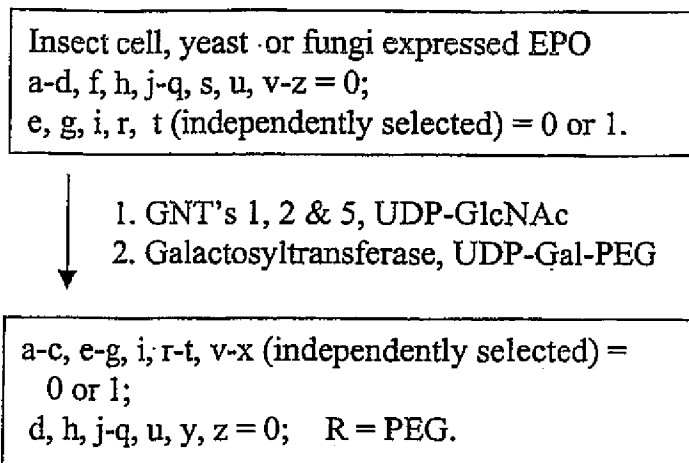 Insect cell, yeast or fungi expressed EPO
a-d, f, h, j-q, s, u, v-z = 0;
e, g, i, r, t (independently selected) = 0 or 1.
1. GNT's 1, 2 & 5, UDP-GlcNAc
2. Galactosyltransferase, UDP-Gal-PEG
a-c, e-g, i, r-t, v-x (independently selected) =
0 or 1;
d, h, j-q, u, y, z = 0; R = PEG.